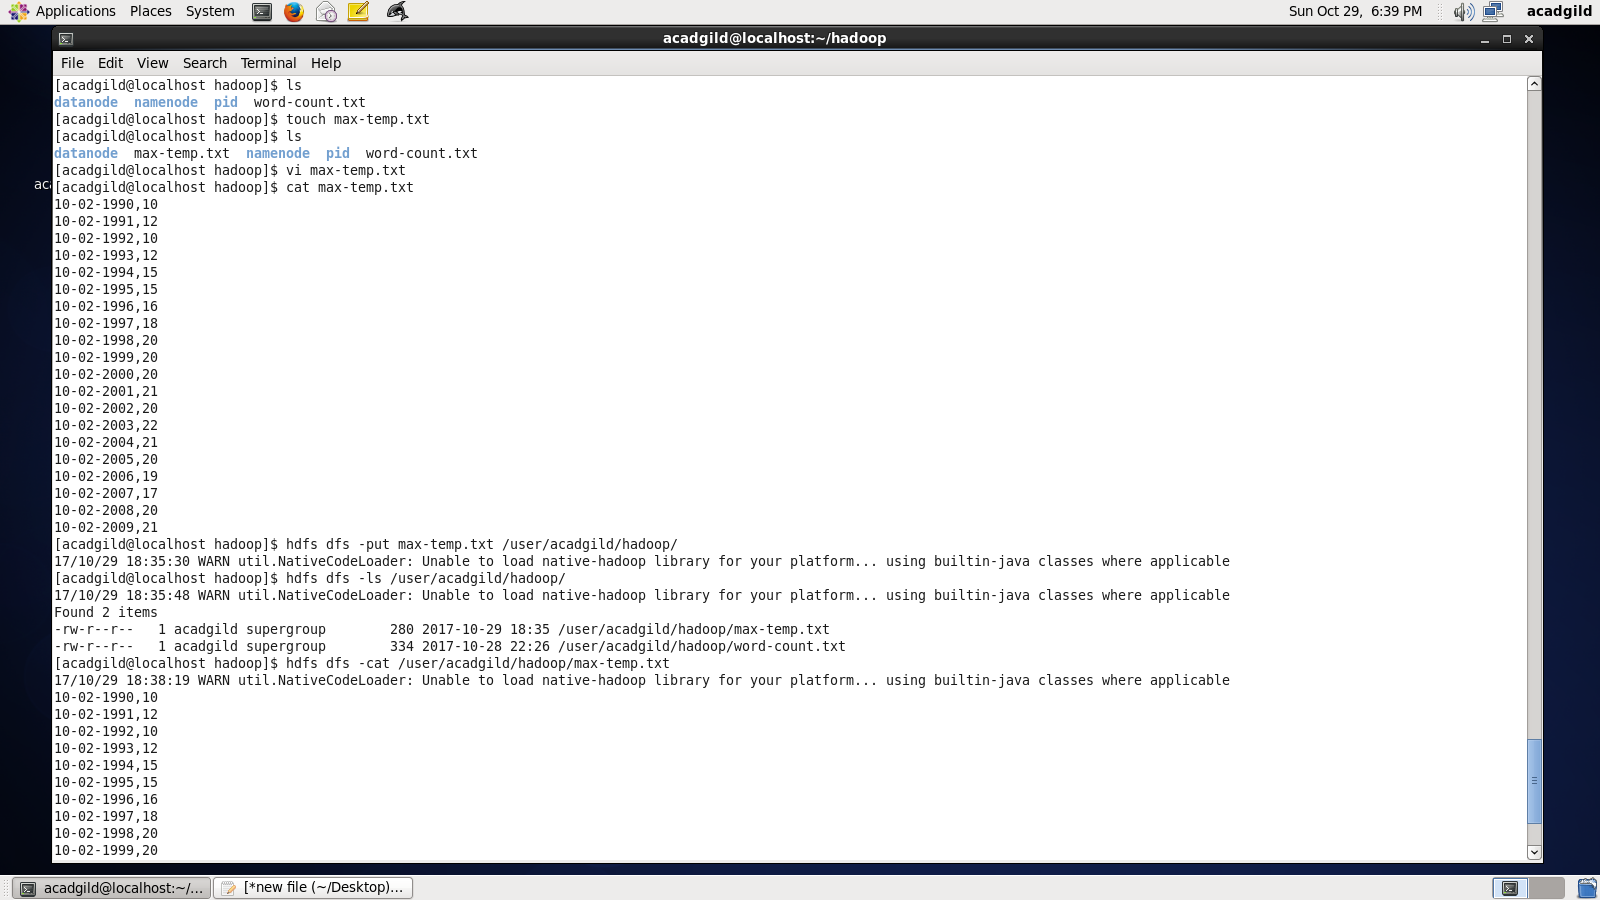 Applications Places System Sun Oct 29, 6:39 PM acadgild
acadgild@localhost:~/hadoop
File Edit View Search Terminal Help
[acadgild@localhost hadoop]$ ls
datanode namenode pid word-count.txt
[acadgild@localhost hadoop]$ touch max-temp.txt
[acadgild@localhost hadoop]$ ls
datanode max-temp.txt namenode pid word-count.txt
[acadgild@localhost hadoop]$ vi max-temp.txt
aca
[acadgild@localhost hadoop]$ cat max-temp.txt
10-02-1990,10
10-02-1991,12
10-02-1992,10
10-02-1993,12
10-02-1994,15
10-02-1995,15
10-02-1996,16
10-02-1997,18
10-02-1998,20
10-02-1999,20
10-02-2000,20
10-02-2001,21
10-02-2002,20
10-02-2003,22
10-02-2004,21
10-02-2005,20
10-02-2006,19
10-02-2007,17
10-02-2008,20
10-02-2009,21
[acadgild@localhost hadoop]$ hdfs dfs -put max-temp.txt /user/acadgild/hadoop/
17/10/29 18:35:30 WARN util.NativeCodeLoader: Unable to load native-hadoop library for your platform... using builtin-java classes where applicable
[acadgild@localhost hadoop]$ hdfs dfs -ls /user/acadgild/hadoop/
17/10/29 18:35:48 WARN util.NativeCodeLoader: Unable to load native-hadoop library for your platform... using builtin-java classes where applicable
Found 2 items
-rw-r--r-- 1 acadgild supergroup 280 2017-10-29 18:35 /user/acadgild/hadoop/max-temp.txt
-rw-r--r-- 1 acadgild supergroup 334 2017-10-28 22:26 /user/acadgild/hadoop/word-count.txt
[acadgild@localhost hadoop]$ hdfs dfs -cat /user/acadgild/hadoop/max-temp.txt
17/10/29 18:38:19 WARN util.NativeCodeLoader: Unable to load native-hadoop library for your platform... using builtin-java classes where applicable
10-02-1990,10
10-02-1991,12
10-02-1992,10
10-02-1993,12
10-02-1994,15
10-02-1995,15
10-02-1996,16
10-02-1997,18
10-02-1998,20
10-02-1999,20
acadgild@localhost:~/... [*new file (~/Desktop)...